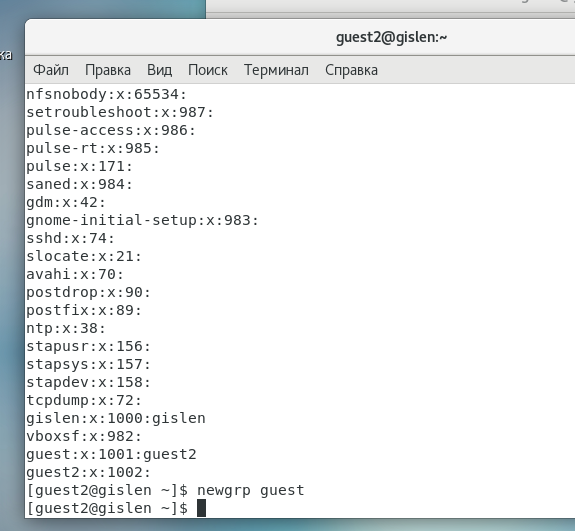 ка
guest2@gislen:~
Файл Правка Вид Поиск Терминал Справка
nfsnobody:x:65534:
setroubleshoot:x:987:
pulse-access:x:986:
pulse-rt:x:985:
pulse:x:171:
saned:x:984:
gdm:x:42:
gnome-initial-setup:x:983:
sshd:x:74:
slocate:x:21:
avahi:x:70:
postdrop:x:90:
postfix:x:89:
ntp:x:38:
stapusr:x:156:
stapsys:x:157:
stapdev:x:158:
tcpdump:x:72:
gislen:x:1000:gislen
vboxsf:x:982:
guest:x:1001:guest2
guest2:x:1002:
[guest2@gislen ~]$ newgrp guest
[guest2@gislen ~]$